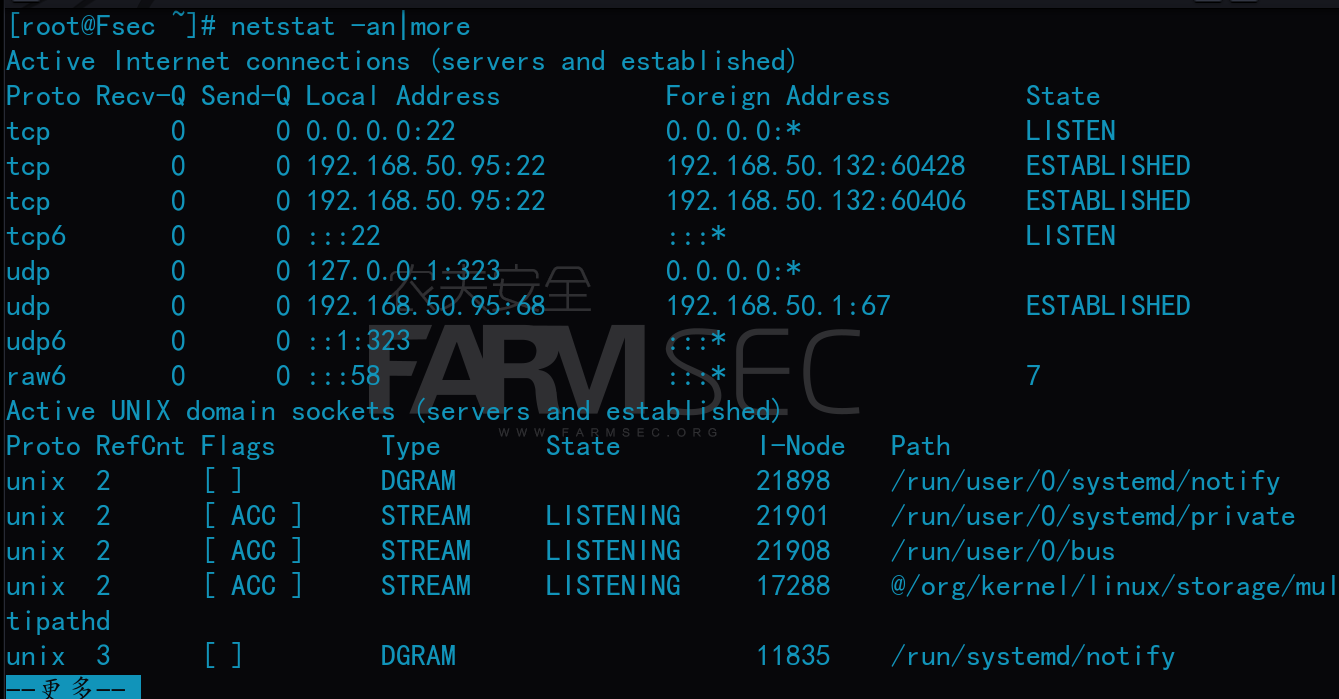 [root@Fsec ~]# netstat -an|more
Active Internet connections (servers and established)
Proto Recv-Q Send-Q Local Address           Foreign Address         State
tcp        0      0 0.0.0.0:22              0.0.0.0:*               LISTEN
tcp        0      0 192.168.50.95:22        192.168.50.132:60428    ESTABLISHED
tcp        0      0 192.168.50.95:22        192.168.50.132:60406    ESTABLISHED
tcp6       0      0 :::22                   :::*                    LISTEN
udp        0      0 127.0.0.1:323           0.0.0.0:*
udp        0      0 192.168.50.95:68        192.168.50.1:67         ESTABLISHED
udp6       0      0 ::1:323                 :::*
raw6       0      0 :::58                   :::*                    7
Active UNIX domain sockets (servers and established)
Proto RefCnt Flags       Type       State         I-Node   Path
unix  2      [ ]         DGRAM                    21898    /run/user/0/systemd/notify
unix  2      [ ACC ]     STREAM     LISTENING     21901    /run/user/0/systemd/private
unix  2      [ ACC ]     STREAM     LISTENING     21908    /run/user/0/bus
unix  2      [ ACC ]     STREAM     LISTENING     17288    @/org/kernel/linux/storage/mul
tipathd
unix  3      [ ]         DGRAM                    11835    /run/systemd/notify
--更多--
农夫安全
FARMSEC
WWW.FARMSEC.ORG